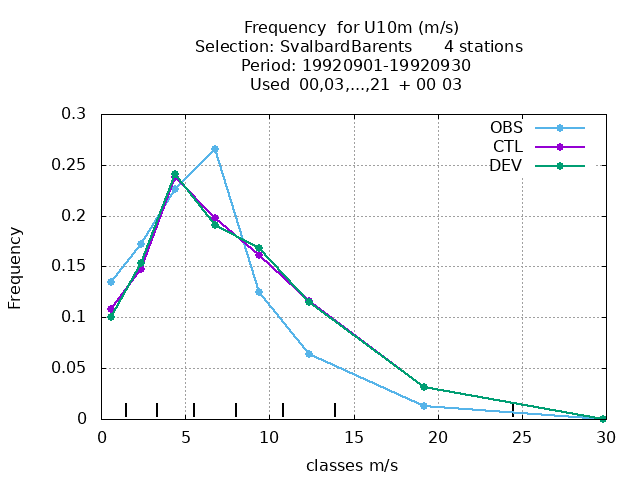 Frequency  for U10m (m/s)
Selection: SvalbardBarents      4 stations
Period: 19920901-19920930
Used  00,03,...,21  + 00 03
0.3
0.25
0.2
0.15
0.1
0.05
0
Frequency
OBS
CTL
DEV
0 5 10 15 20 25 30
classes m/s